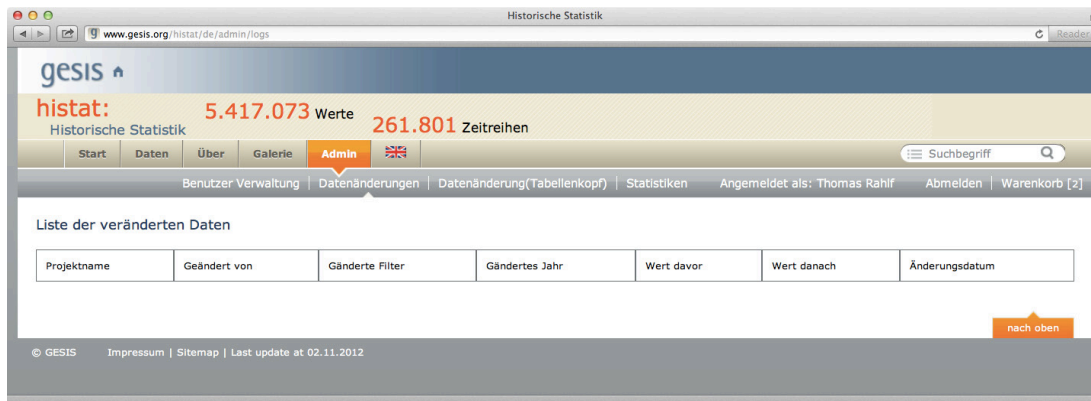 Historische Statistik
www.gesis.org/histat/de/admin/logs
Reader
gesis
histat:
Historische Statistik
5.417.073 Werte
261.801 Zeitreihen
Start Daten Über Galerie Admin Suchbegriff
Benutzer Verwaltung | Datenänderungen | Datenänderung(Tabellenkopf) | Statistiken Angemeldet als: Thomas Rahlf Abmelden | Warenkorb [2]
Liste der veränderten Daten
Projektname Geändert von Gänderte Filter Gändertes Jahr Wert davor Wert danach Änderungsdatum
nach oben
© GESIS Impressum | Sitemap | Last update at 02.11.2012